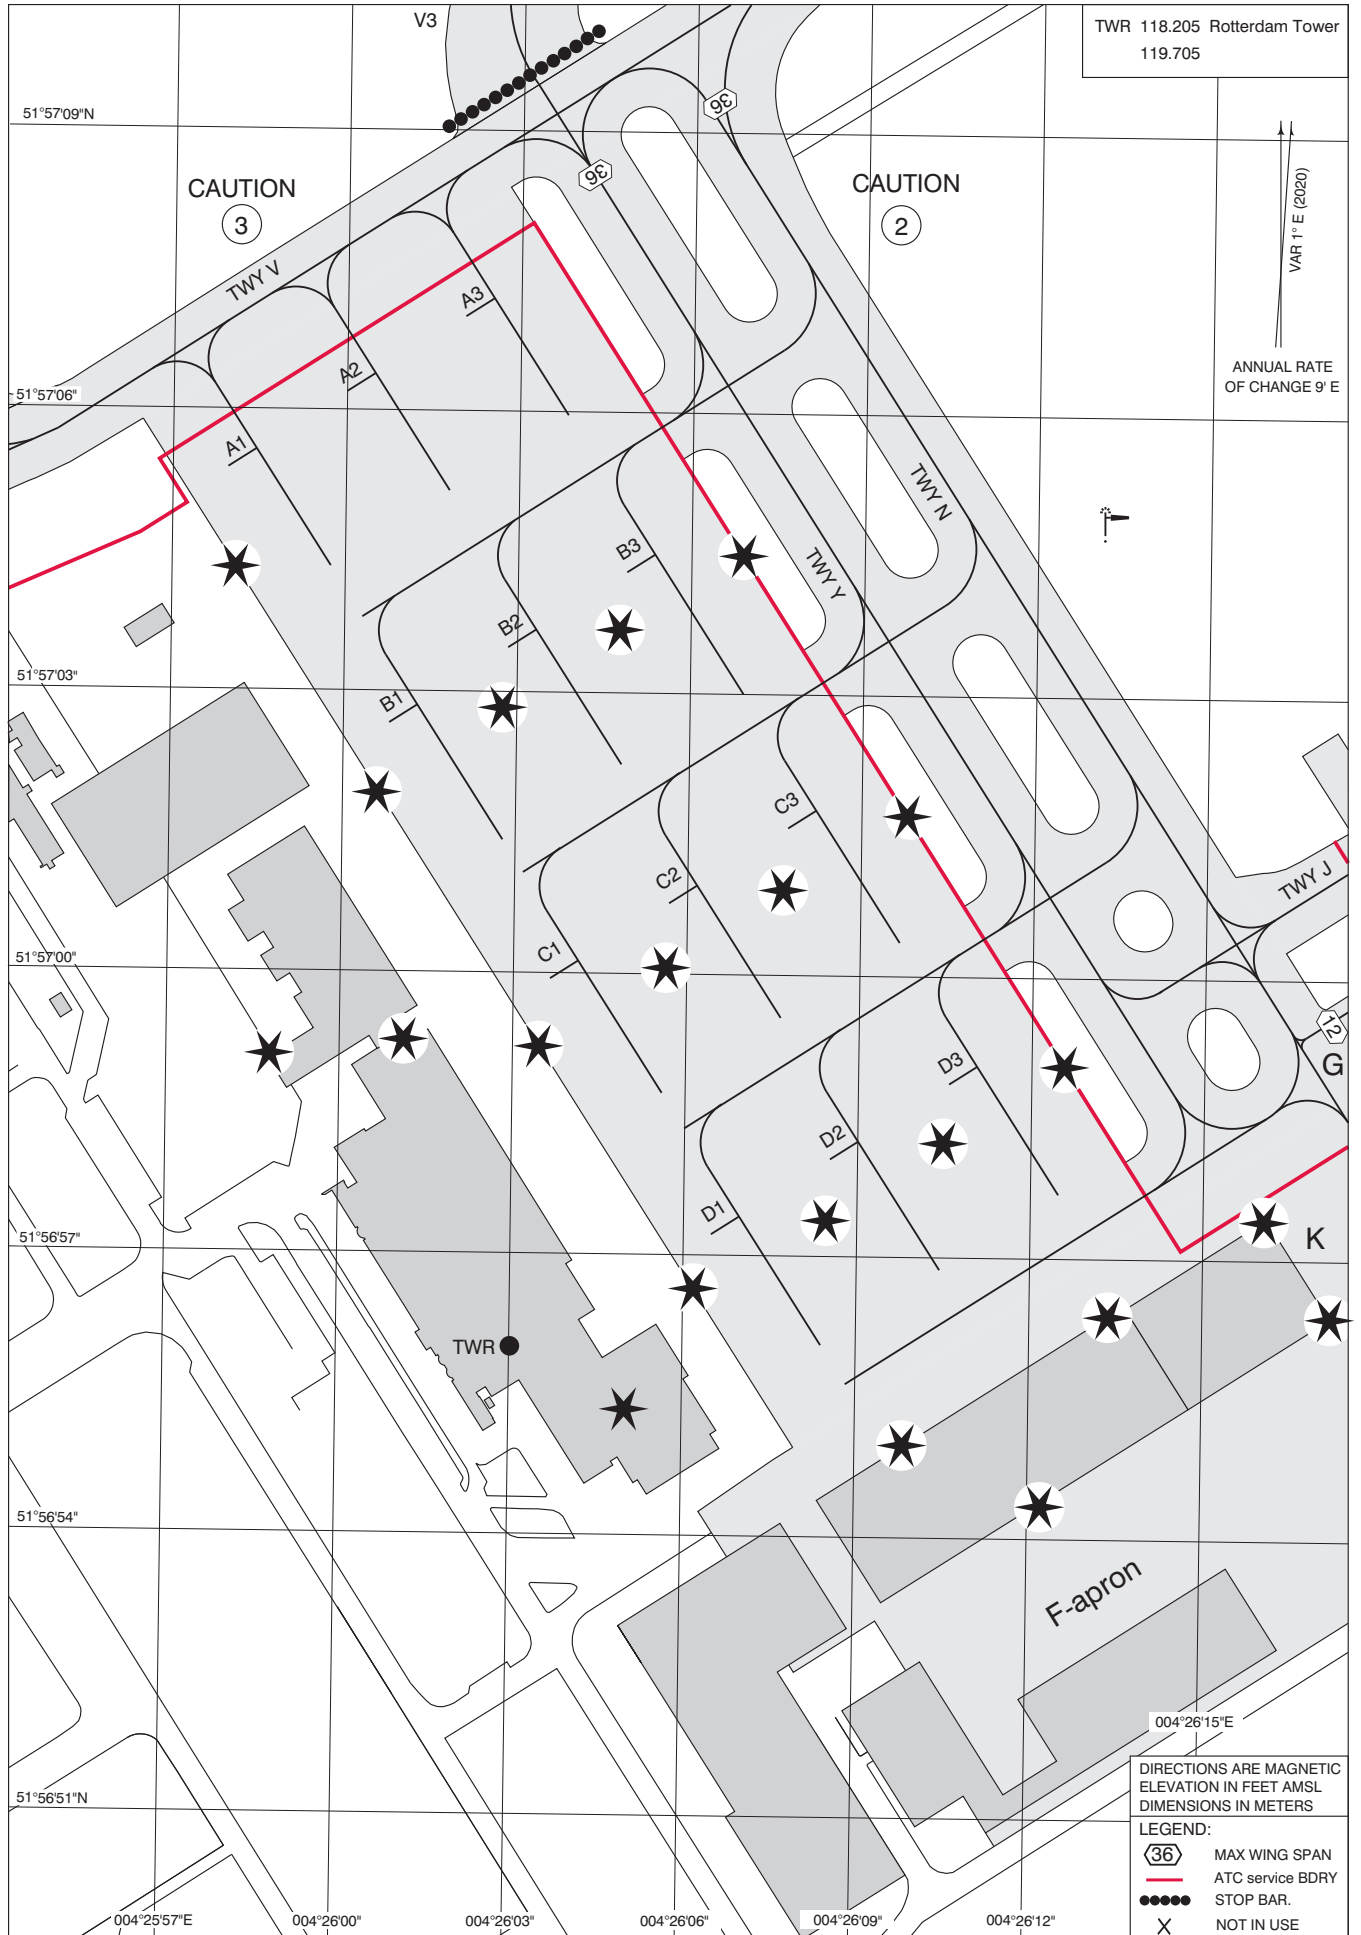 V3
TWR 118.205 Rotterdam Tower
119.705
51°57'09"N
36
36
CAUTION
3
CAUTION
2
VAR 1° E (2020)
ANNUAL RATE
OF CHANGE 9' E
TWY V
A3
A2
A1
51°57'06"
TWY N
TWY Y
B3
B2
B1
51°57'03"
C3
C2
C1
TWY J
51°57'00"
12
G
D3
D2
D1
51°56'57"
K
TWR
51°56'54"
F-apron
004°26'15"E
51°56'51"N
DIRECTIONS ARE MAGNETIC
ELEVATION IN FEET AMSL
DIMENSIONS IN METERS
LEGEND:
36 MAX WING SPAN
ATC service BDRY
STOP BAR.
X NOT IN USE
004°25'57"E
004°26'00"
004°26'03"
004°26'06"
004°26'09"
004°26'12"